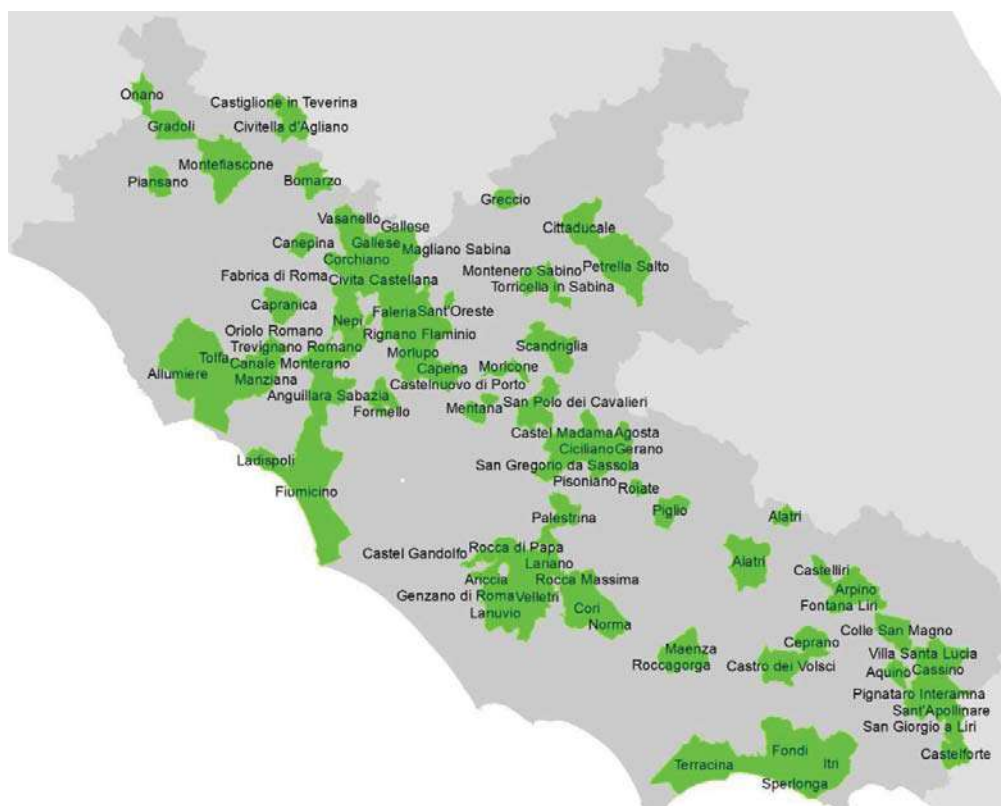 Onano
Castiglione in Teverina
Gradoli
Civitella d'Agliano
Montefiascone
Piansano
Bomarzo
Greccio
Vasanello
Gallese
Cittaducale
Canepina
Gallese
Magliano Sabina
Corchiano
Fabrica di Roma
Civita Castellana
Montenero Sabino
Petrella Salto
Torricella in Sabina
Capranica
Nepi
Faleria
Sant'Oreste
Oriolo Romano
Rignano Flaminio
Trevignano Romano
Scandriglia
Tolfa
Morlupo
Canale Monterano
Allumiere
Capena
Moricone
Manziana
Castelnuovo di Porto
Anguillara Sabazia
San Polo dei Cavalieri
Formello
Mentana
Castel Madama
Agosta
Ciciliano
Gerano
Ladispoli
San Gregorio da Sassola
Pisoniano
Fiumicino
Roiate
Piglio
Palestrina
Alatri
Rocca di Papa
Castel Gandolfo
Lariano
Alatri
Castelliri
Ariccia
Rocca Massima
Arpino
Genzano di Roma
Velletri
Fontana Liri
Lanuvio
Cori
Norma
Colle San Magno
Ceprano
Maenza
Villa Santa Lucia
Roccagorga
Castro dei Volsci
Aquino
Cassino
Pignataro Interamna
Sant'Apollinare
San Giorgio a Liri
Fondi
Castelforte
Terracina
Itri
Sperlonga